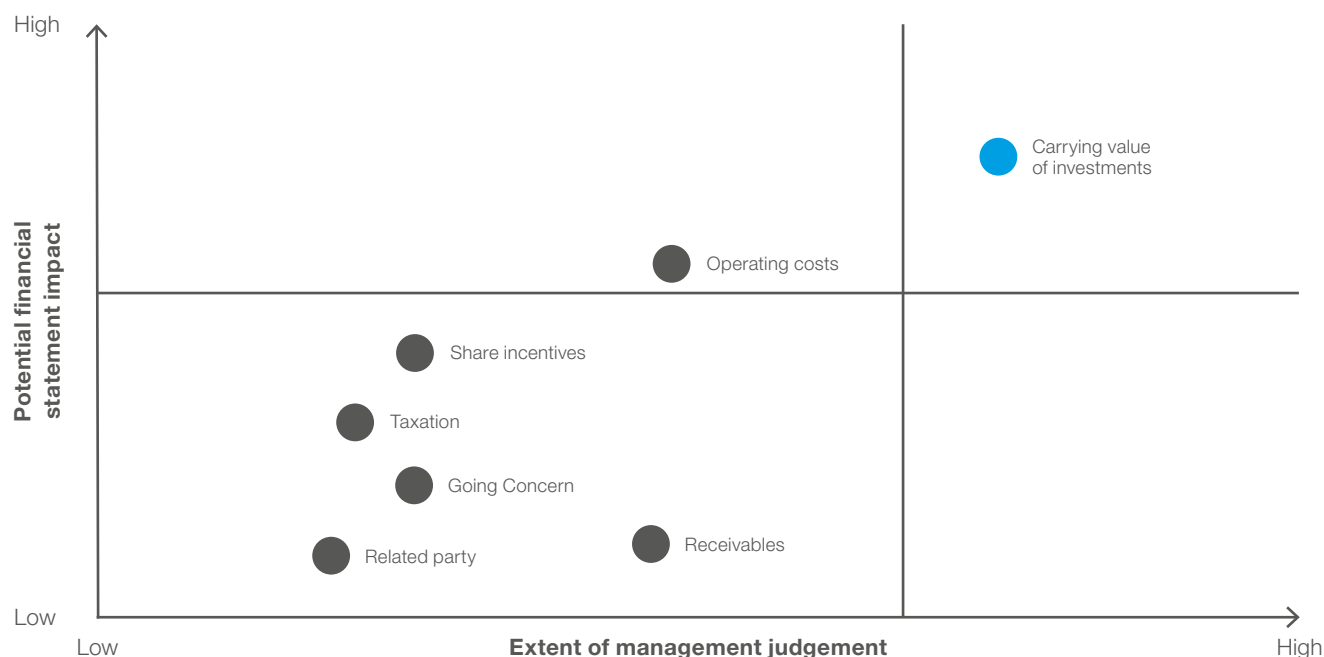 High
Potential financial
statement impact
Carrying value
of investments
Operating costs
Share incentives
Taxation
Going Concern
Related party
Receivables
Low
Low
Extent of management judgement
High